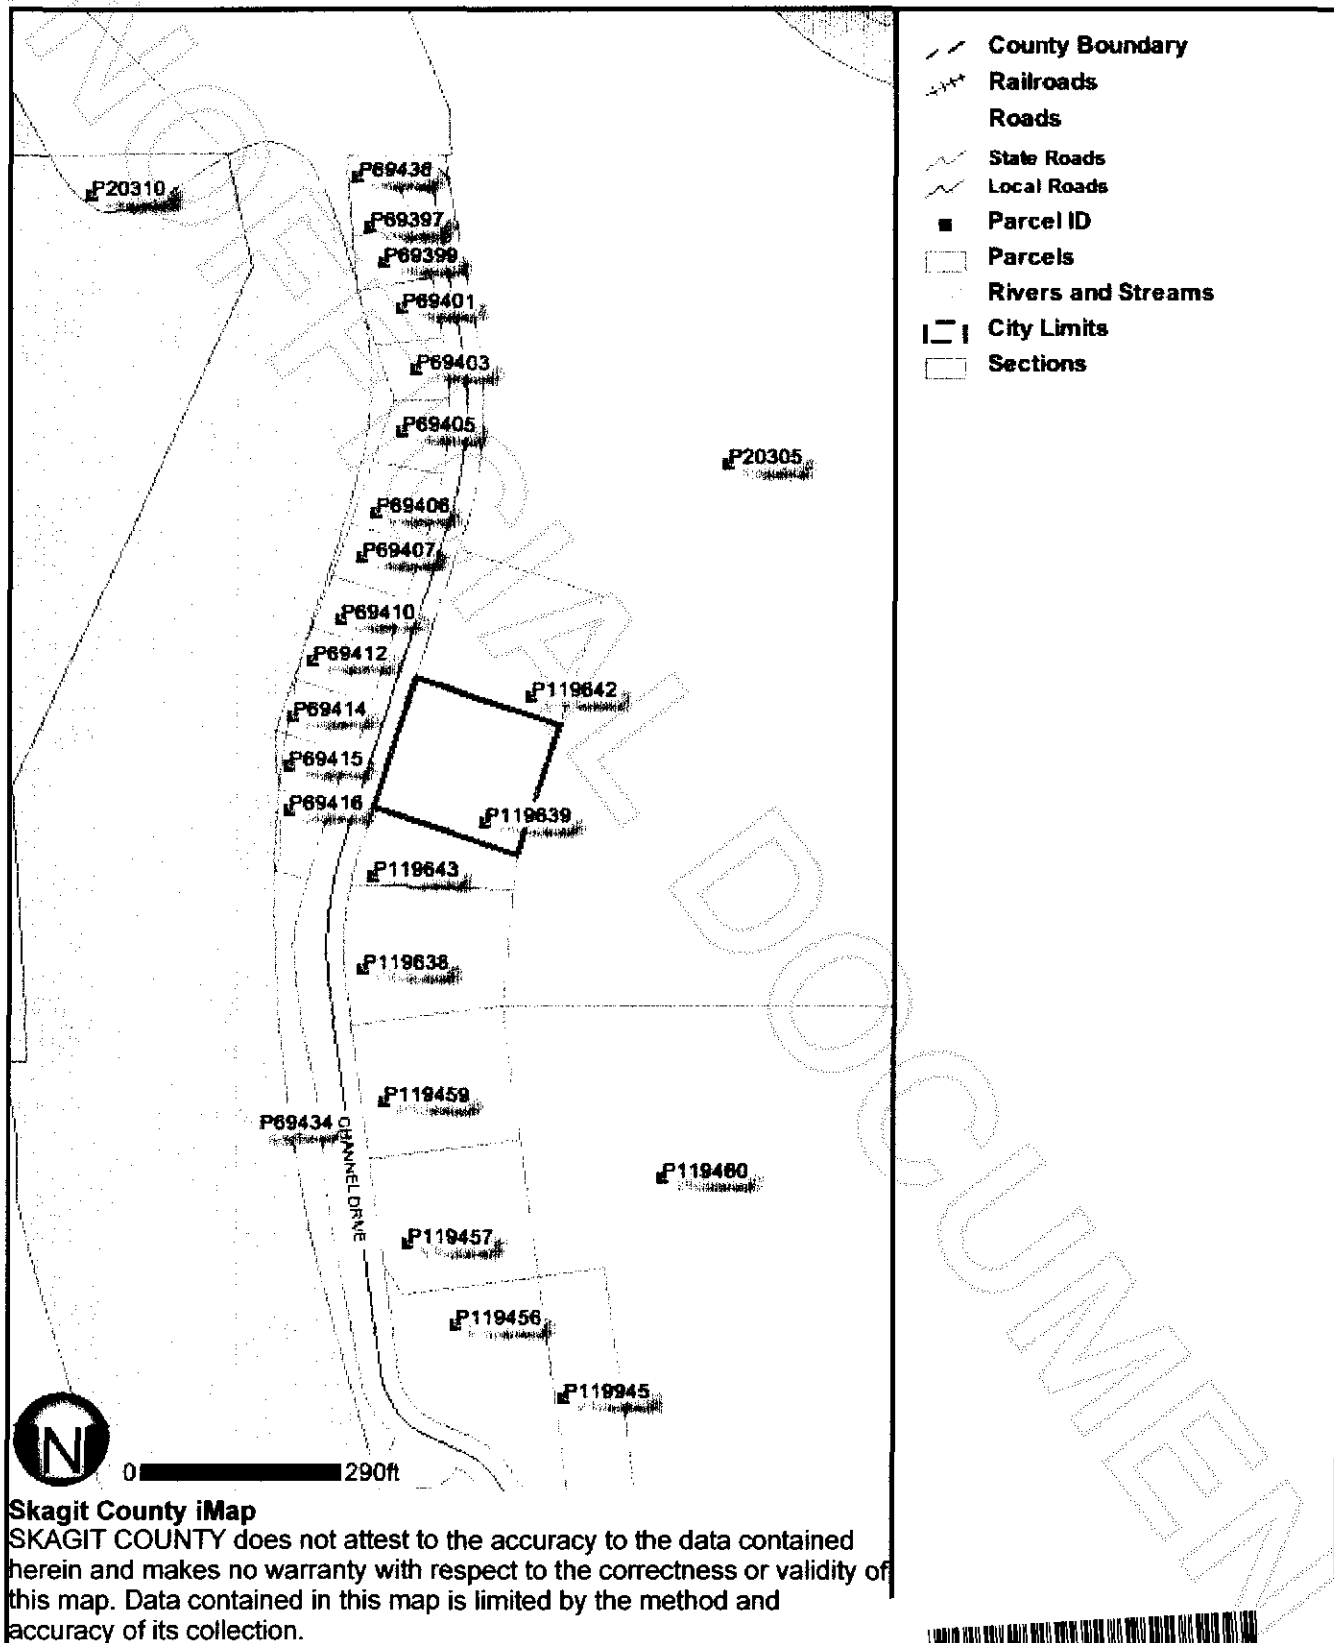 County Boundary
Railroads
Roads
State Roads
Local Roads
Parcel ID
Parcels
Rivers and Streams
City Limits
Sections
P69436
P20310
P69397
P69399
P69401
P69403
P69405
P20305
P69406
P69407
P69410
P69412
P119642
P69414
P69415
P69416
P119639
P119643
P119638
P119459
P69434
CHANNEL DRIVE
P119460
P119457
P119456
P119945
N
0 290ft
Skagit County iMap
SKAGIT COUNTY does not attest to the accuracy to the data contained
herein and makes no warranty with respect to the correctness or validity of
this map. Data contained in this map is limited by the method and
accuracy of its collection.
UNOFFICIAL DOCUMEN